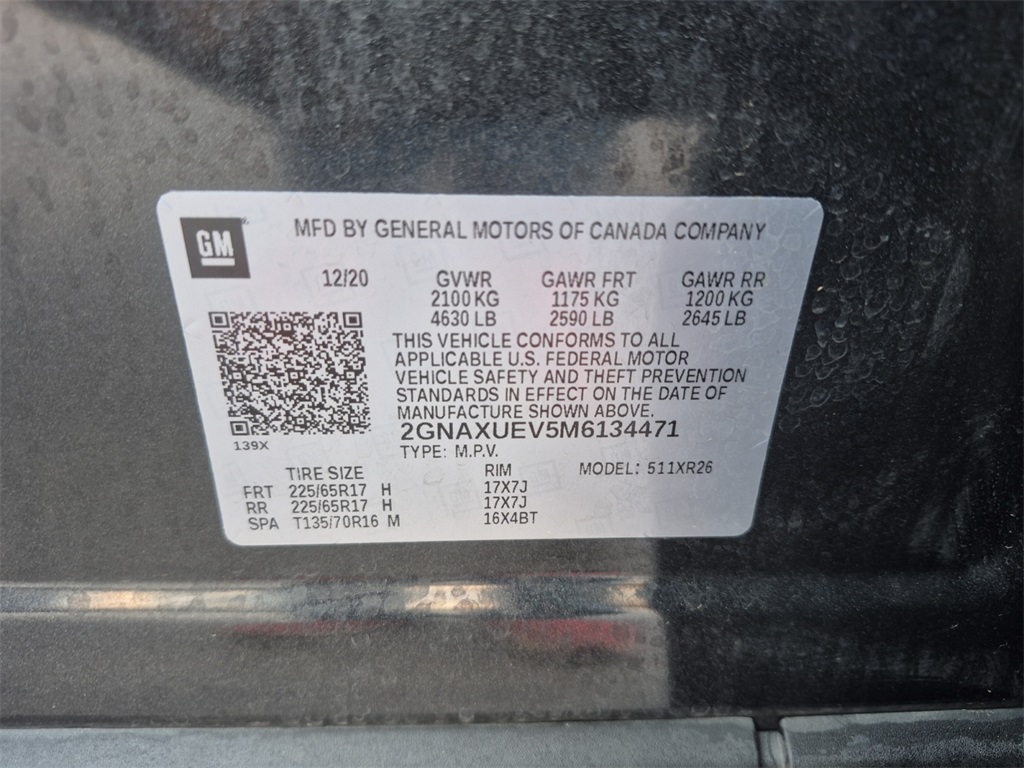 GM
MFD BY GENERAL MOTORS OF CANADA COMPANY
12/20 GVWR GAWR FRT GAWR RR
2100 KG 1175 KG 1200 KG
4630 LB 2590 LB 2645 LB
THIS VEHICLE CONFORMS TO ALL
APPLICABLE U.S. FEDERAL MOTOR
VEHICLE SAFETY AND THEFT PREVENTION
STANDARDS IN EFFECT ON THE DATE OF
MANUFACTURE SHOWN ABOVE.
2GNAXUEV5M6134471
139X
TYPE: M.P.V.
TIRE SIZE RIM MODEL: 511XR26
FRT 225/65R17 H 17X7J
RR 225/65R17 H 17X7J
SPA T135/70R16 M 16X4BT